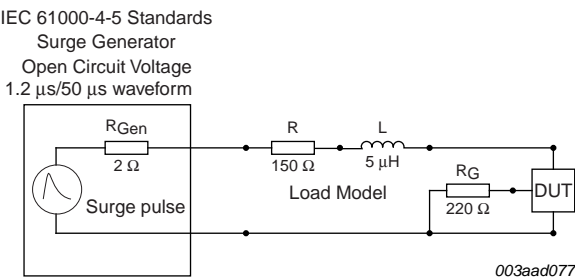 IEC 61000-4-5 Standards
Surge Generator
Open Circuit Voltage
1.2 μs/50 μs waveform
RGen
2 Ω
Surge pulse
R
150 Ω
L
5 μH
Load Model
RG
220 Ω
DUT
003aad077